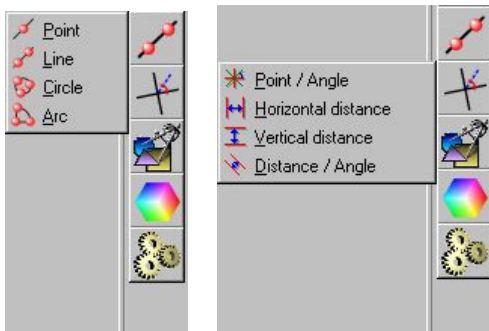 Point
Line
Circle
Arc
Point / Angle
Horizontal distance
Vertical distance
Distance / Angle